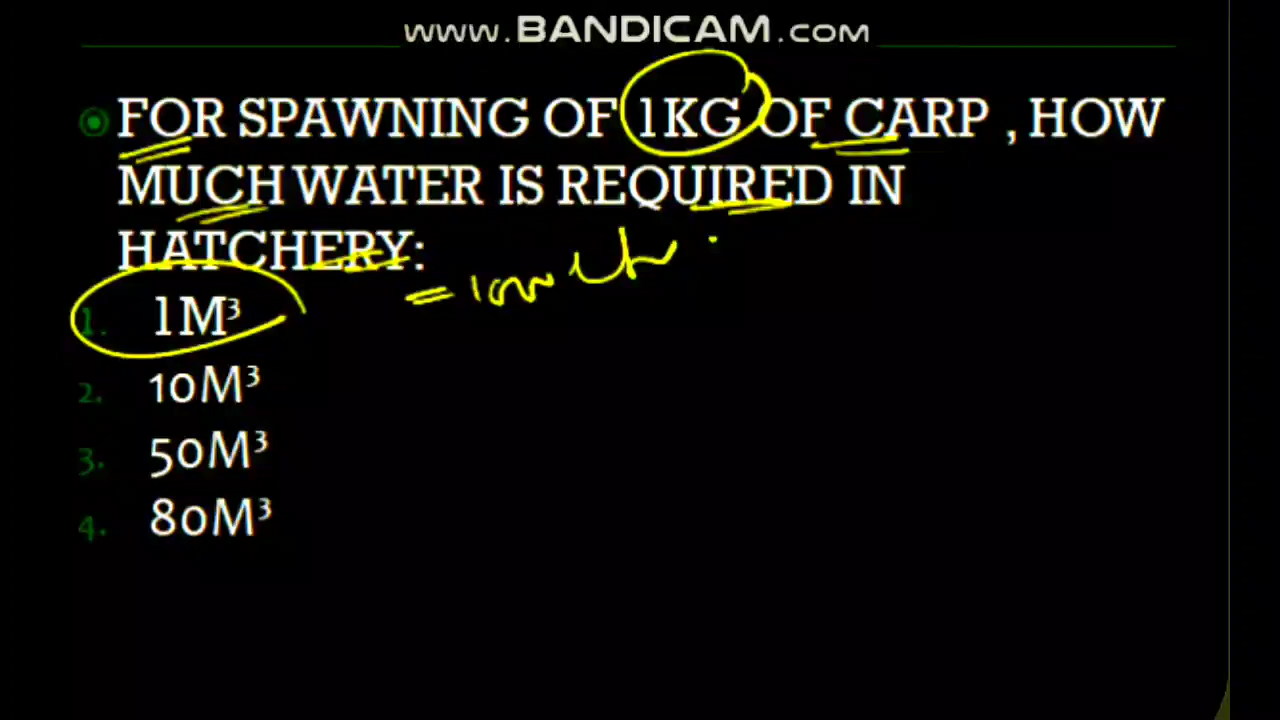 www.BANDICAM.com
FOR SPAWNING OF 1KG OF CARP , HOW
MUCH WATER IS REQUIRED IN
HATCHERY:
1. 1M³
2. 10M³
3. 50M³
4. 80M³